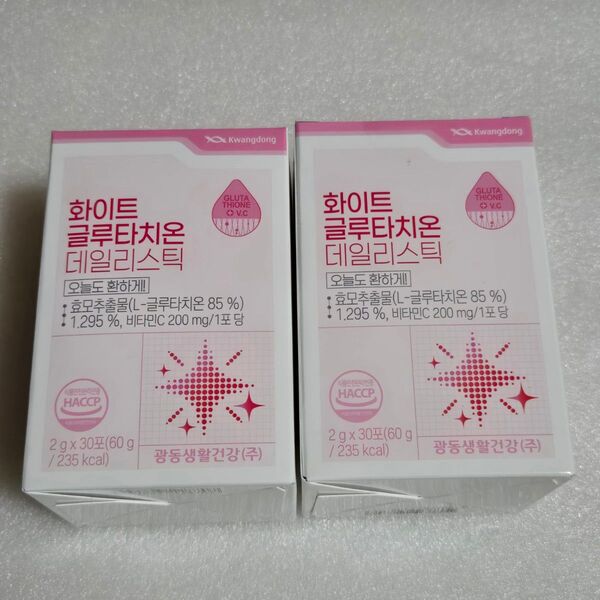 Kwangdong
GLUTA
THIONE
V.C
화이트
글루타치온
데일리스틱
오늘도 환하게!
효모추출물(L-글루타치온 85 %)
1.295 %, 비타민C 200 mg/1포 당
HACCP
2 g x 30포(60 g
/ 235 kcal)
광동생활건강(주)
Kwangdong
GLUTA
THIONE
V.C
화이트
글루타치온
데일리스틱
오늘도 환하게!
효모추출물(L-글루타치온 85 %)
1.295 %, 비타민C 200 mg/1포 당
HACCP
2 g x 30포(60 g
/ 235 kcal)
광동생활건강(주)